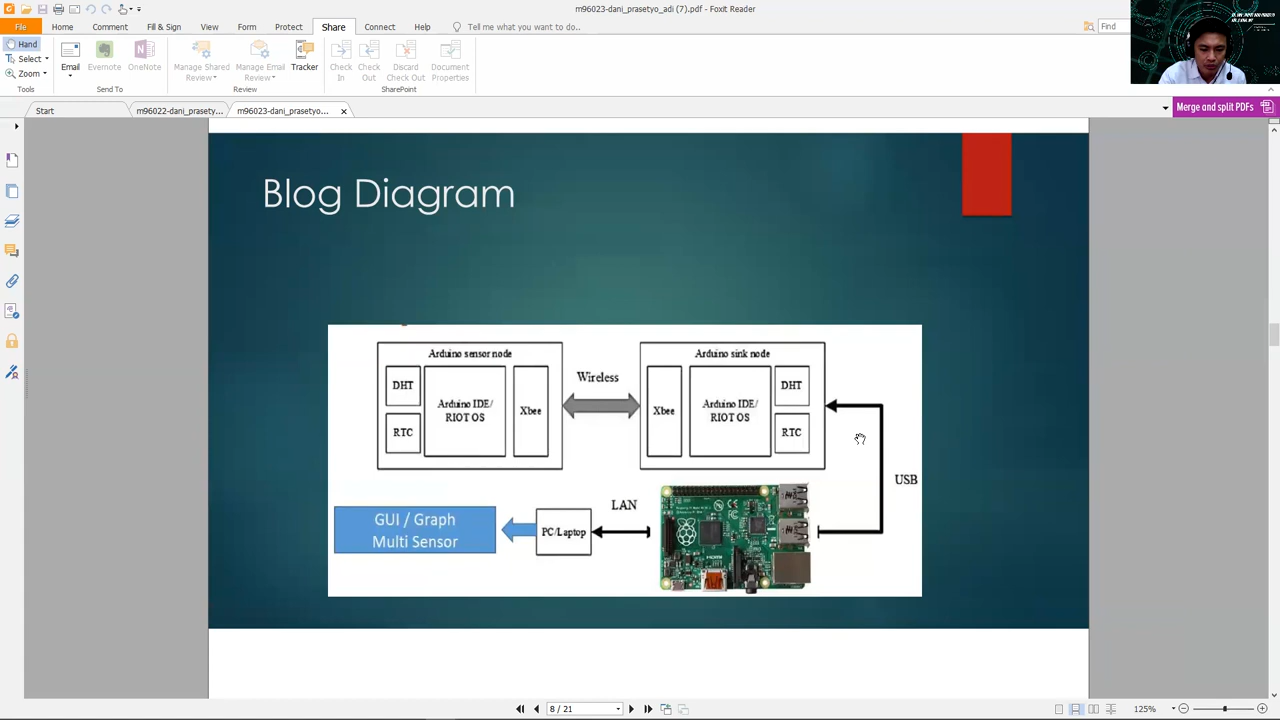 m96023-dani_prasetyo_adi (7).pdf - Foxit Reader
File
Home
Comment
Fill & Sign
View
Form
Protect
Share
Connect
Help
Tell me what you want to do...
Find
Hand
Select
Zoom
Tools
Email
Evernote
OneNote
Send To
Manage Shared
Review
Manage Email
Review
Tracker
Review
Check
In
Check
Out
Discard
Check Out
Document
Properties
SharePoint
Start
m96022-dani_prasety...
m96023-dani_prasetyo...
Merge and split PDFs
Blog Diagram
Arduino sensor node
DHT
RTC
Arduino IDE/
RIOT OS
Xbee
Wireless
Arduino sink node
Xbee
Arduino IDE/
RIOT OS
DHT
RTC
USB
LAN
PC/Laptop
GUI / Graph
Multi Sensor
8 / 21
125%